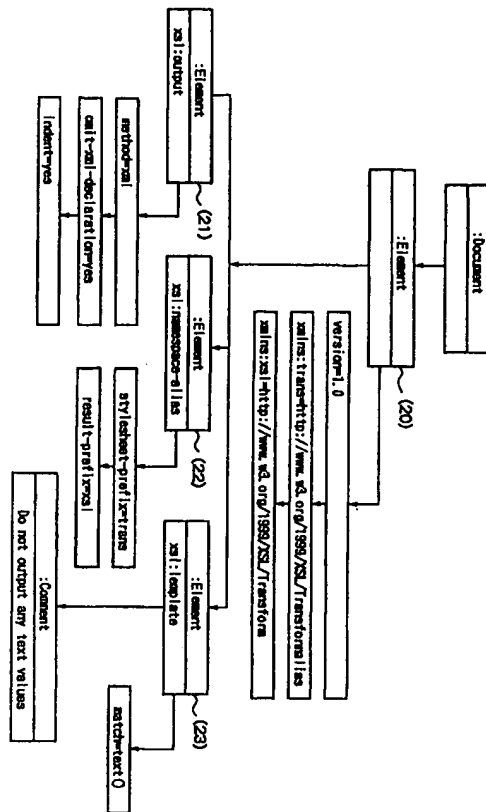 :Document
:Element
(20)
version=1.0
xmlns:trans=http://www.w3.org/1999/XSL/Transformalias
xmlns:xsl=http://www.w3.org/1999/XSL/Transform
:Element
xsl:output
(21)
method=xml
omit-xml-declaration=yes
indent=yes
:Element
xsl:namespace-alias
(22)
stylesheet-prefix=trans
result-prefix=xsl
:Element
xsl:template
(23)
match=text()
:Comment
Do not output any text values